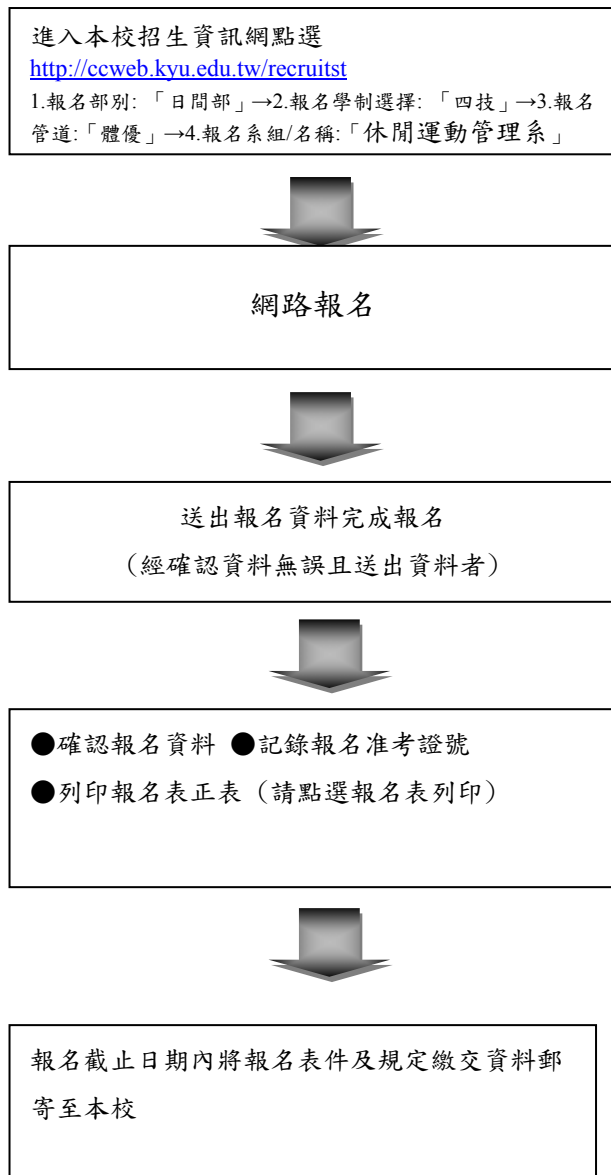 進入本校招生資訊網點選
http://ccweb.kyu.edu.tw/recruitst
1.報名部別: 「日間部」→2.報名學制選擇: 「四技」→3.報名
管道:「體優」→4.報名系組/名稱:「休閒運動管理系」
網路報名
送出報名資料完成報名
（經確認資料無誤且送出資料者）
●確認報名資料 ●記錄報名准考證號
●列印報名表正表（請點選報名表列印）
報名截止日期內將報名表件及規定繳交資料郵
寄至本校